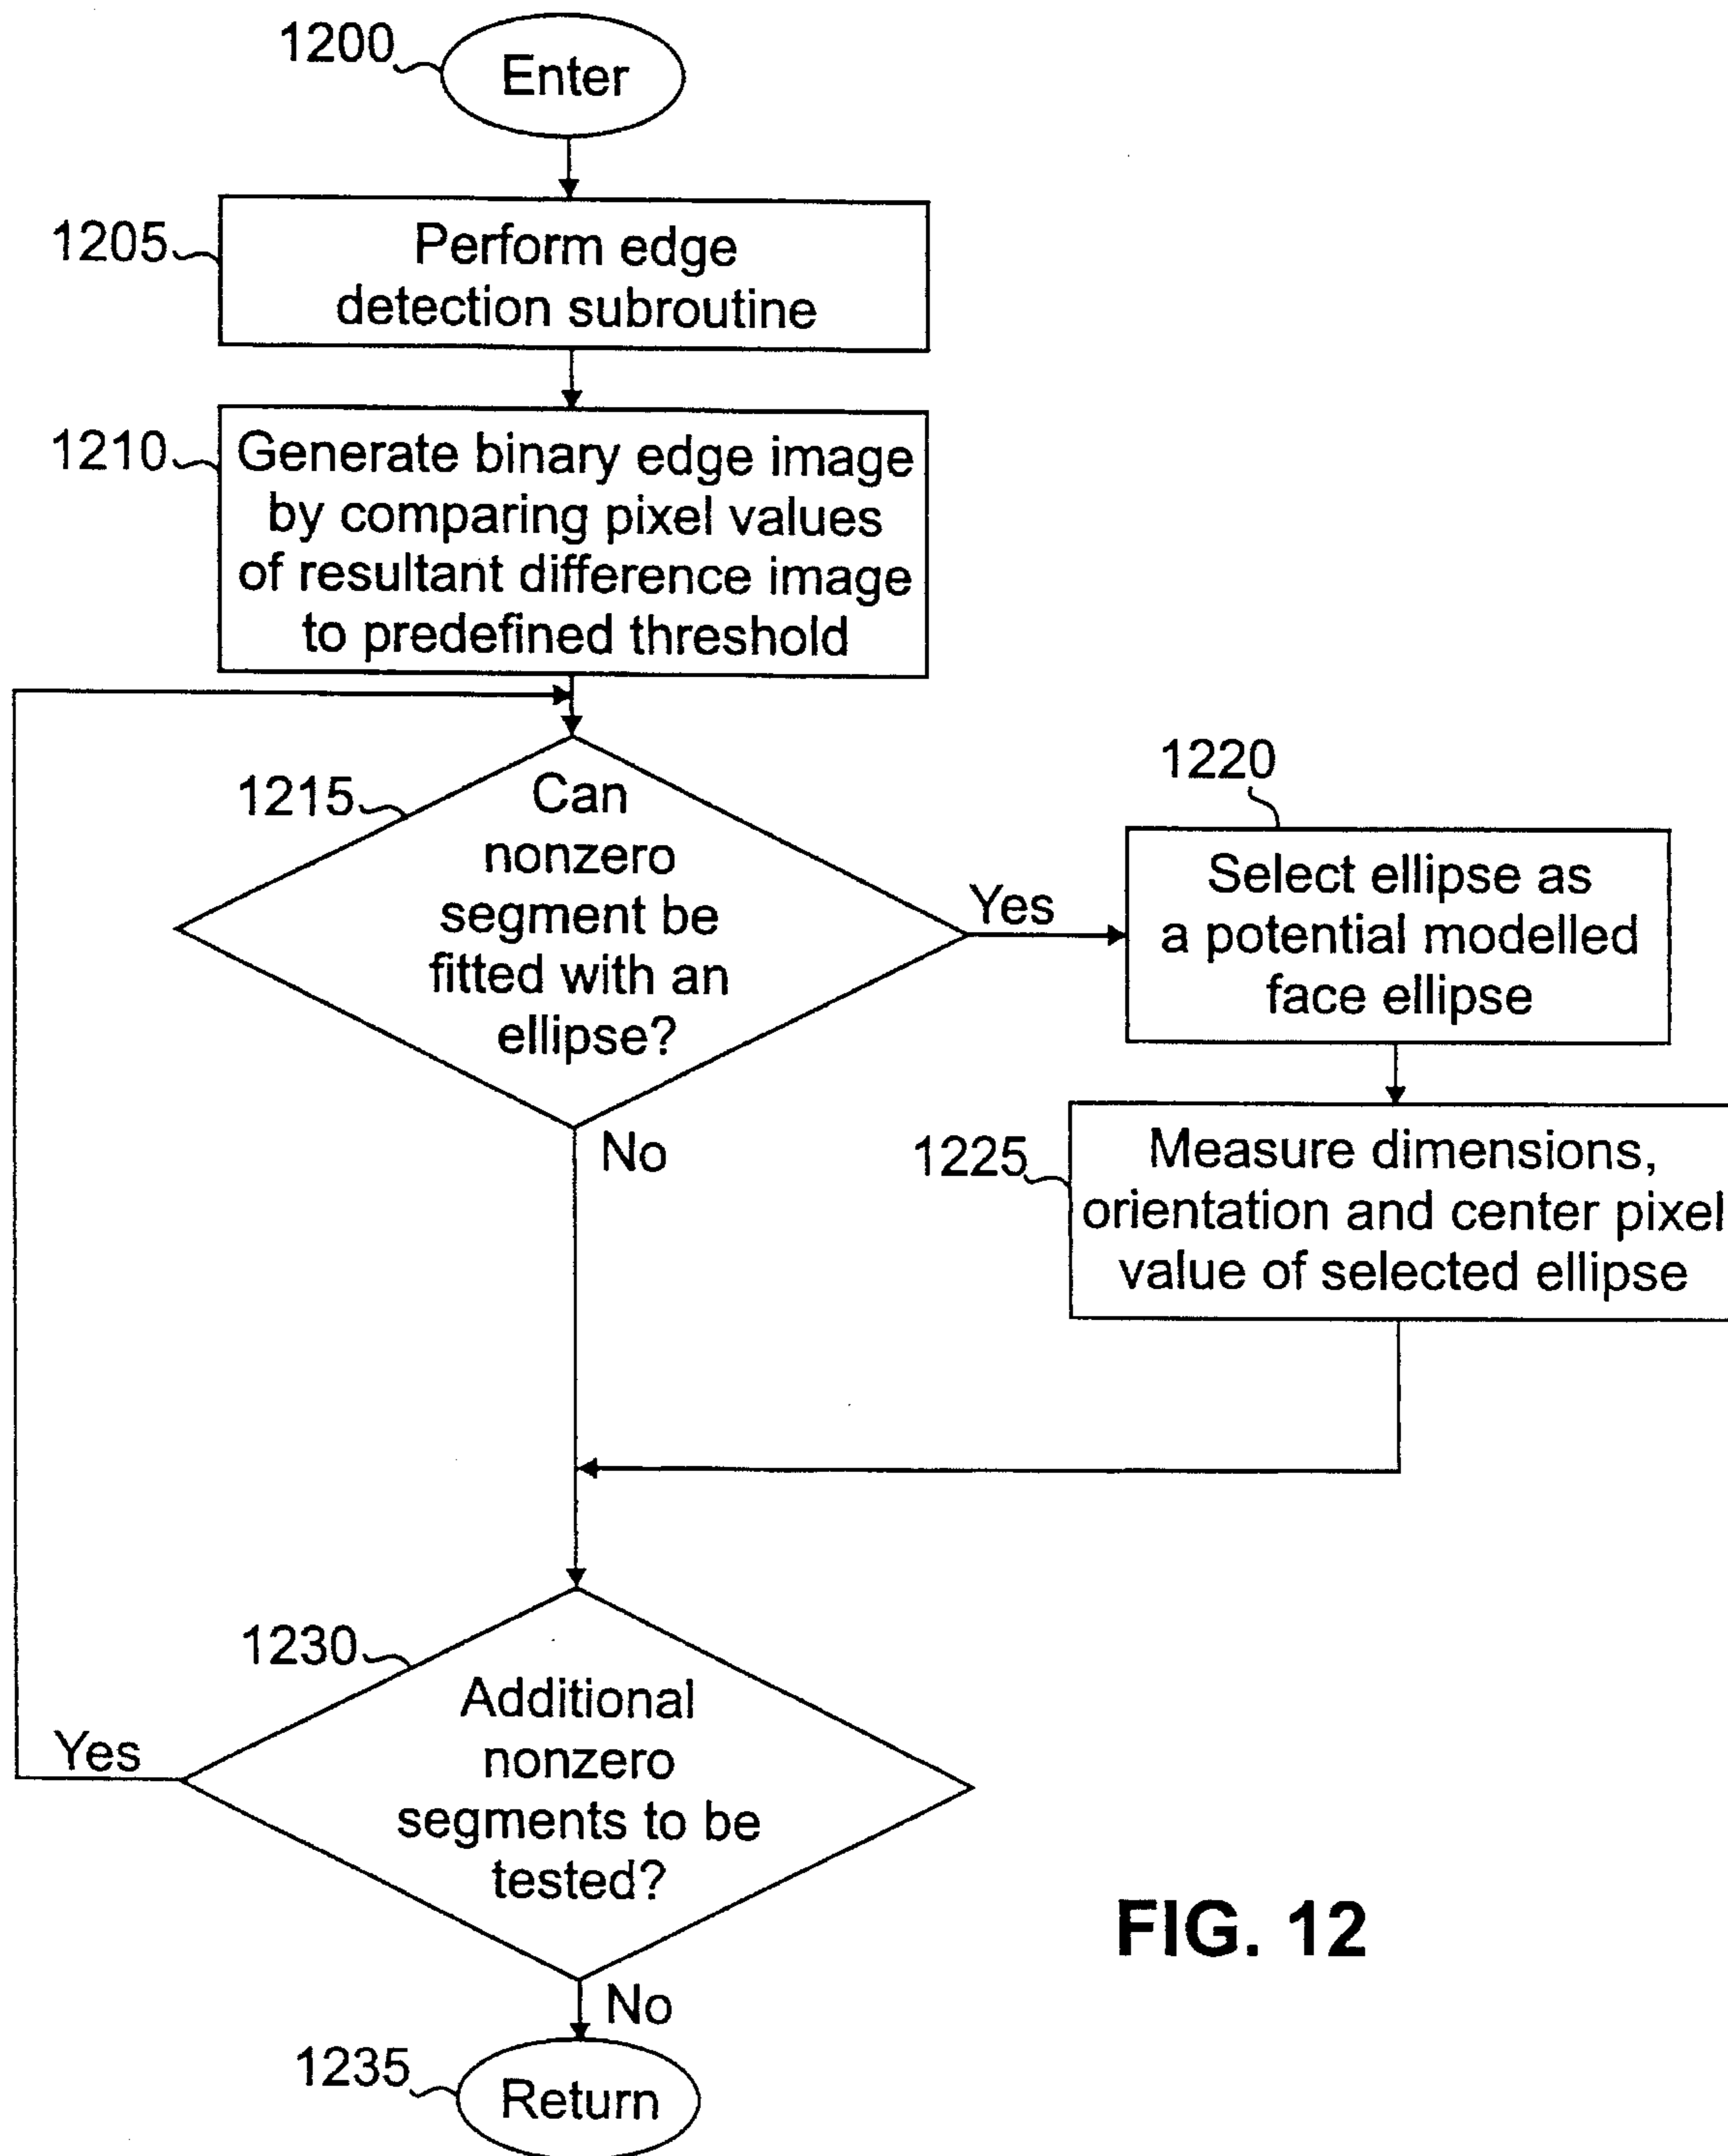 1200
Enter
1205
Perform edge
detection subroutine
1210
Generate binary edge image
by comparing pixel values
of resultant difference image
to predefined threshold
1215
Can
nonzero
segment be
fitted with an
ellipse?
Yes
No
1220
Select ellipse as
a potential modelled
face ellipse
1225
Measure dimensions,
orientation and center pixel
value of selected ellipse
1230
Additional
nonzero
segments to be
tested?
Yes
No
1235
Return
FIG. 12